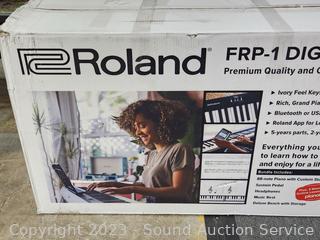 Roland
FRP-1 DIG
Premium Quality and
Ivory Feel Key
Rich, Grand Pia
Bluetooth or USB
Roland App for L
5-years, parts, 2-y
Everything you
to learn how to
and enjoy for a li
Bundle Includes:
88-note Piano with Custom Sta
Sustain Pedal
Headphones
Music Rest
Deluxe Bench with Storage
Copyright 2023 - Sound Auction Service